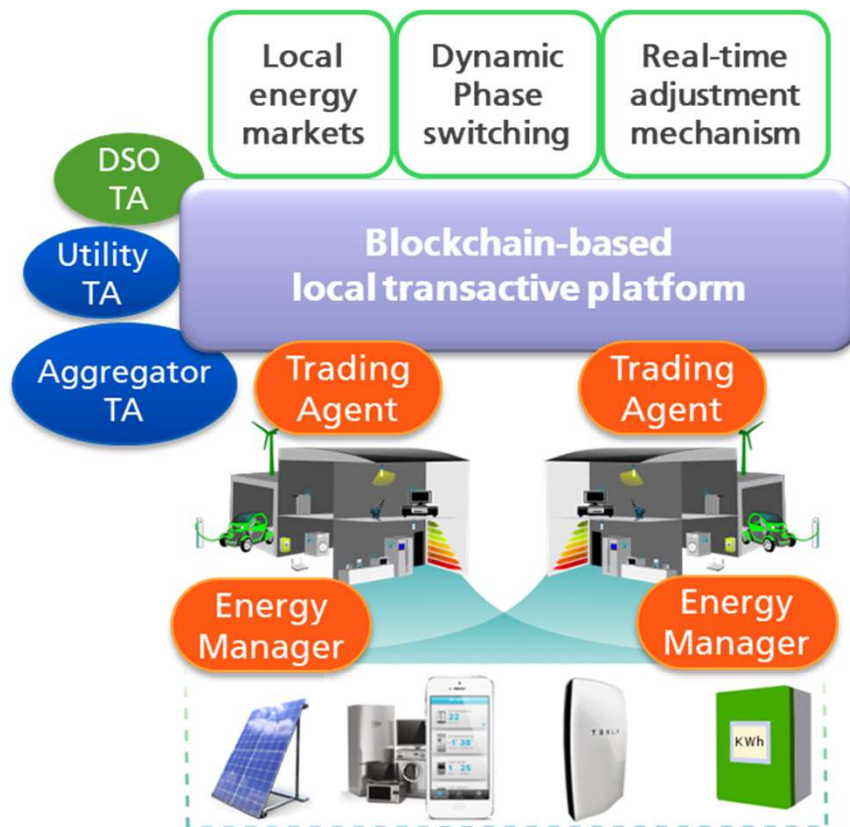 Local
energy
markets
Dynamic
Phase
switching
Real-time
adjustment
mechanism
DSO
TA
Utility
TA
Aggregator
TA
Blockchain-based
local transactive platform
Trading
Agent
Trading
Agent
Energy
Manager
Energy
Manager
22
TESLA
KWh